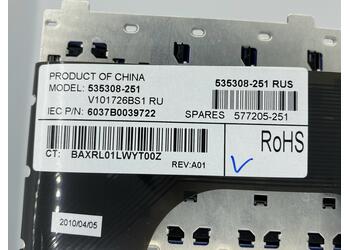 PRODUCT OF CHINA
MODEL: 535308-251
535308-251 RUS
V101726BS1 RU
IEC P/N: 6037B0039722
SPARES 577205-251
RoHS
CT: BAXRL01LWYT00Z
REV:A01
2010/04/05